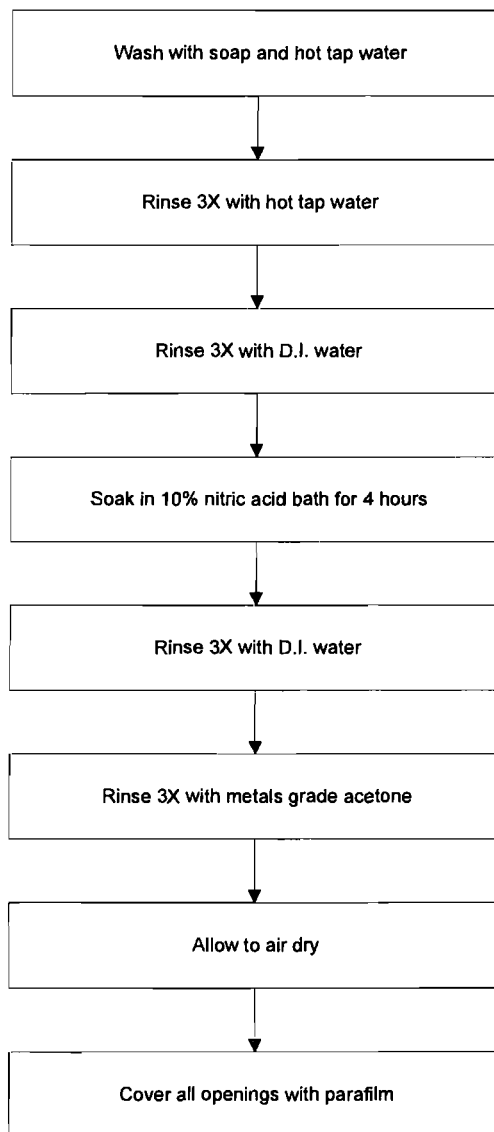 Wash with soap and hot tap water
Rinse 3X with hot tap water
Rinse 3X with D.I. water
Soak in 10% nitric acid bath for 4 hours
Rinse 3X with D.I. water
Rinse 3X with metals grade acetone
Allow to air dry
Cover all openings with parafilm